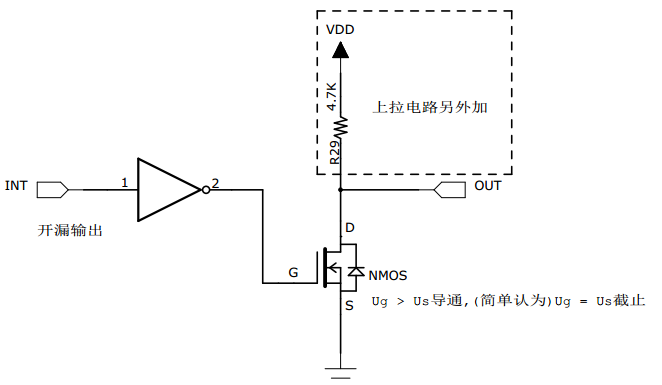 VDD
4.7K
上拉电路另外加
R29
INT
1
2
OUT
开漏输出
D
G
NMOS
S
Ug > Us导通,(简单认为)Ug = Us截止